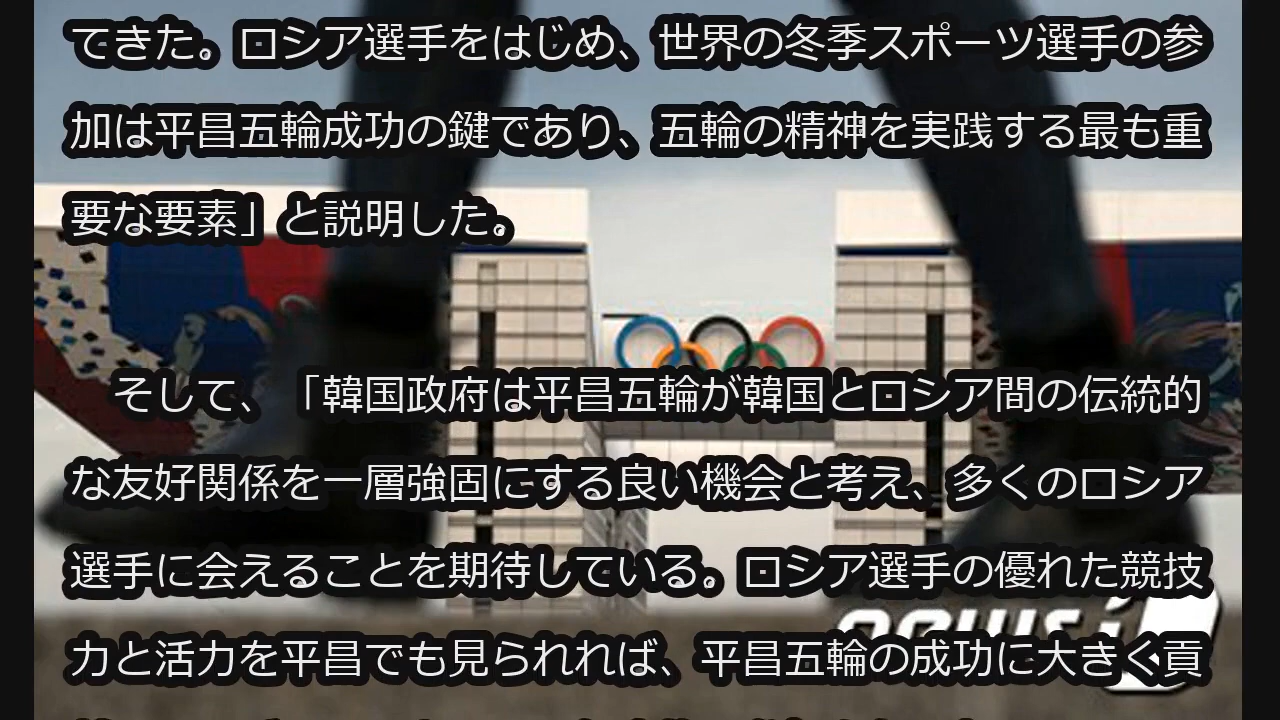 てきた。ロシア選手をはじめ、世界の冬季スポーツ選手の参
加は平昌五輪成功の鍵であり、五輪の精神を実践する最も重
要な要素」と説明した。
そして、「韓国政府は平昌五輪が韓国とロシア間の伝統的
な友好関係を一層強固にする良い機会と考え、多くのロシア
選手に会えることを期待している。ロシア選手の優れた競技
力と活力を平昌でも見られれば、平昌五輪の成功に大きく貢
news1